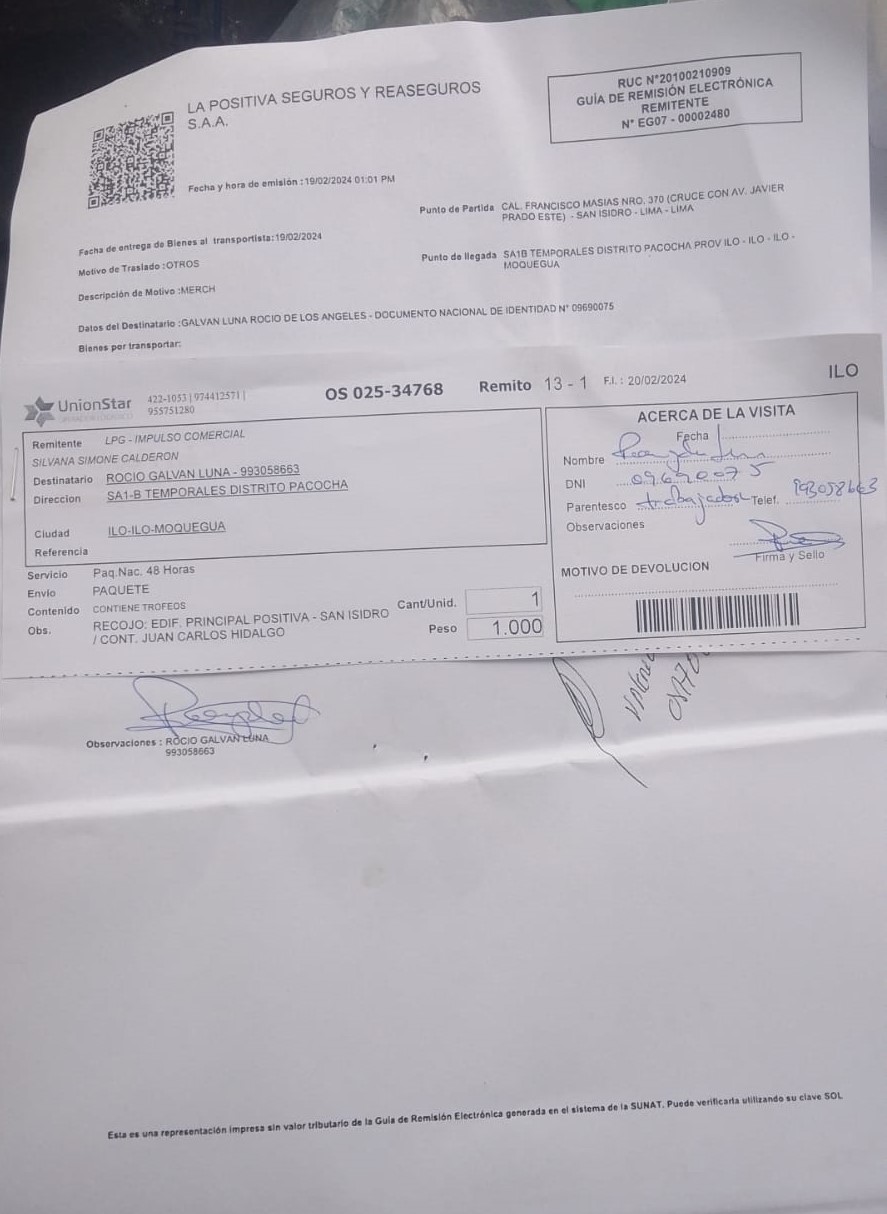 LA POSITIVA SEGUROS Y REASEGUROS
S.A.A.
RUC N°20100210909
GUÍA DE REMISIÓN ELECTRÓNICA
REMITENTE
N° EG07 - 00002480
Fecha y hora de emisión : 19/02/2024 01:01 PM
Facha de entrega de Bienes al transportista:19/02/2024
Motivo de Traslado :OTROS
Descripción de Motivo :MERCH
Punto de Partida CAL. FRANCISCO MASIAS NRO. 370 (CRUCE CON AV. JAVIER
PRADO ESTE) - SAN ISIDRO - LIMA - LIMA
Punto de llegada SA1B TEMPORALES DISTRITO PACOCHA PROV ILO - ILO - ILO -
MOQUEGUA
Datos del Destinatario :GALVAN LUNA ROCIO DE LOS ANGELES - DOCUMENTO NACIONAL DE IDENTIDAD N° 09690075
Bienes por transportar:
UnionStar
422-1053 | 974412571 |
955751280
OS 025-34768 Remito 13 - 1 F.I. : 20/02/2024 ILO
Remitente LPG - IMPULSO COMERCIAL
SILVANA SIMONE CALDERON
Destinatario ROCIO GALVAN LUNA - 993058663
Direccion SA1-B TEMPORALES DISTRITO PACOCHA
Ciudad ILO-ILO-MOQUEGUA
Referencia
Servicio Paq.Nac. 48 Horas
Envio PAQUETE
Contenido CONTIENE TROFEOS
Obs. RECOJO: EDIF. PRINCIPAL POSITIVA - SAN ISIDRO
/ CONT. JUAN CARLOS HIDALGO
Cant/Unid. 1
Peso 1.000
ACERCA DE LA VISITA
Fecha
Nombre
DNI 09690075
Parentesco trabajador Telef. 993058663
Observaciones
Firma y Sello
MOTIVO DE DEVOLUCION
Observaciones : ROCIO GALVAN LUNA
993058663
Esta es una representación impresa sin valor tributario de la Guia de Remisión Electrónica generada en el sistema de la SUNAT. Puede verificarla utilizando su clave SOL